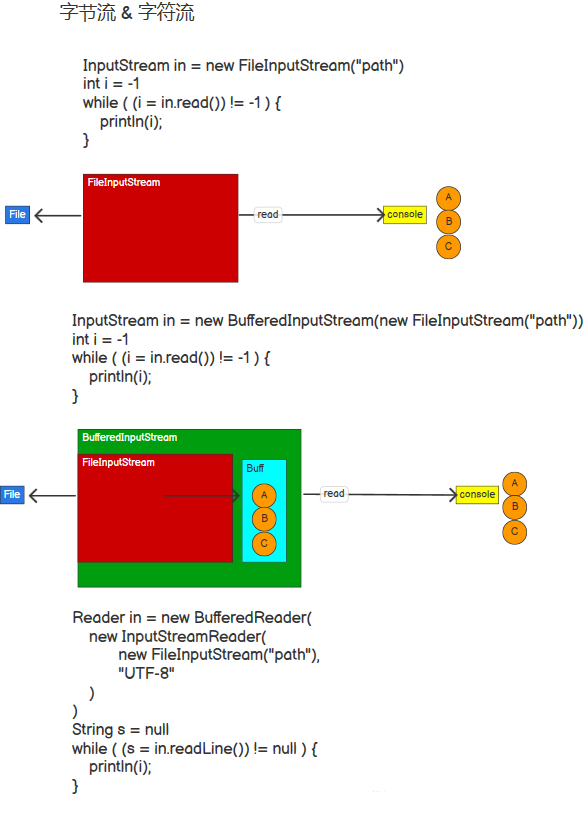 字节流 & 字符流
InputStream in = new FileInputStream("path")
int i = -1
while ( (i = in.read()) != -1 ) {
println(i);
}
FileInputStream
File
read
console
A
B
C
InputStream in = new BufferedInputStream(new FileInputStream("path"))
int i = -1
while ( (i = in.read()) != -1 ) {
println(i);
}
BufferedInputStream
FileInputStream
Buff
File
A
B
C
read
console
A
B
C
Reader in = new BufferedReader(
new InputStreamReader(
new FileInputStream("path"),
"UTF-8"
)
)
String s = null
while ( (s = in.readLine()) != null ) {
println(i);
}